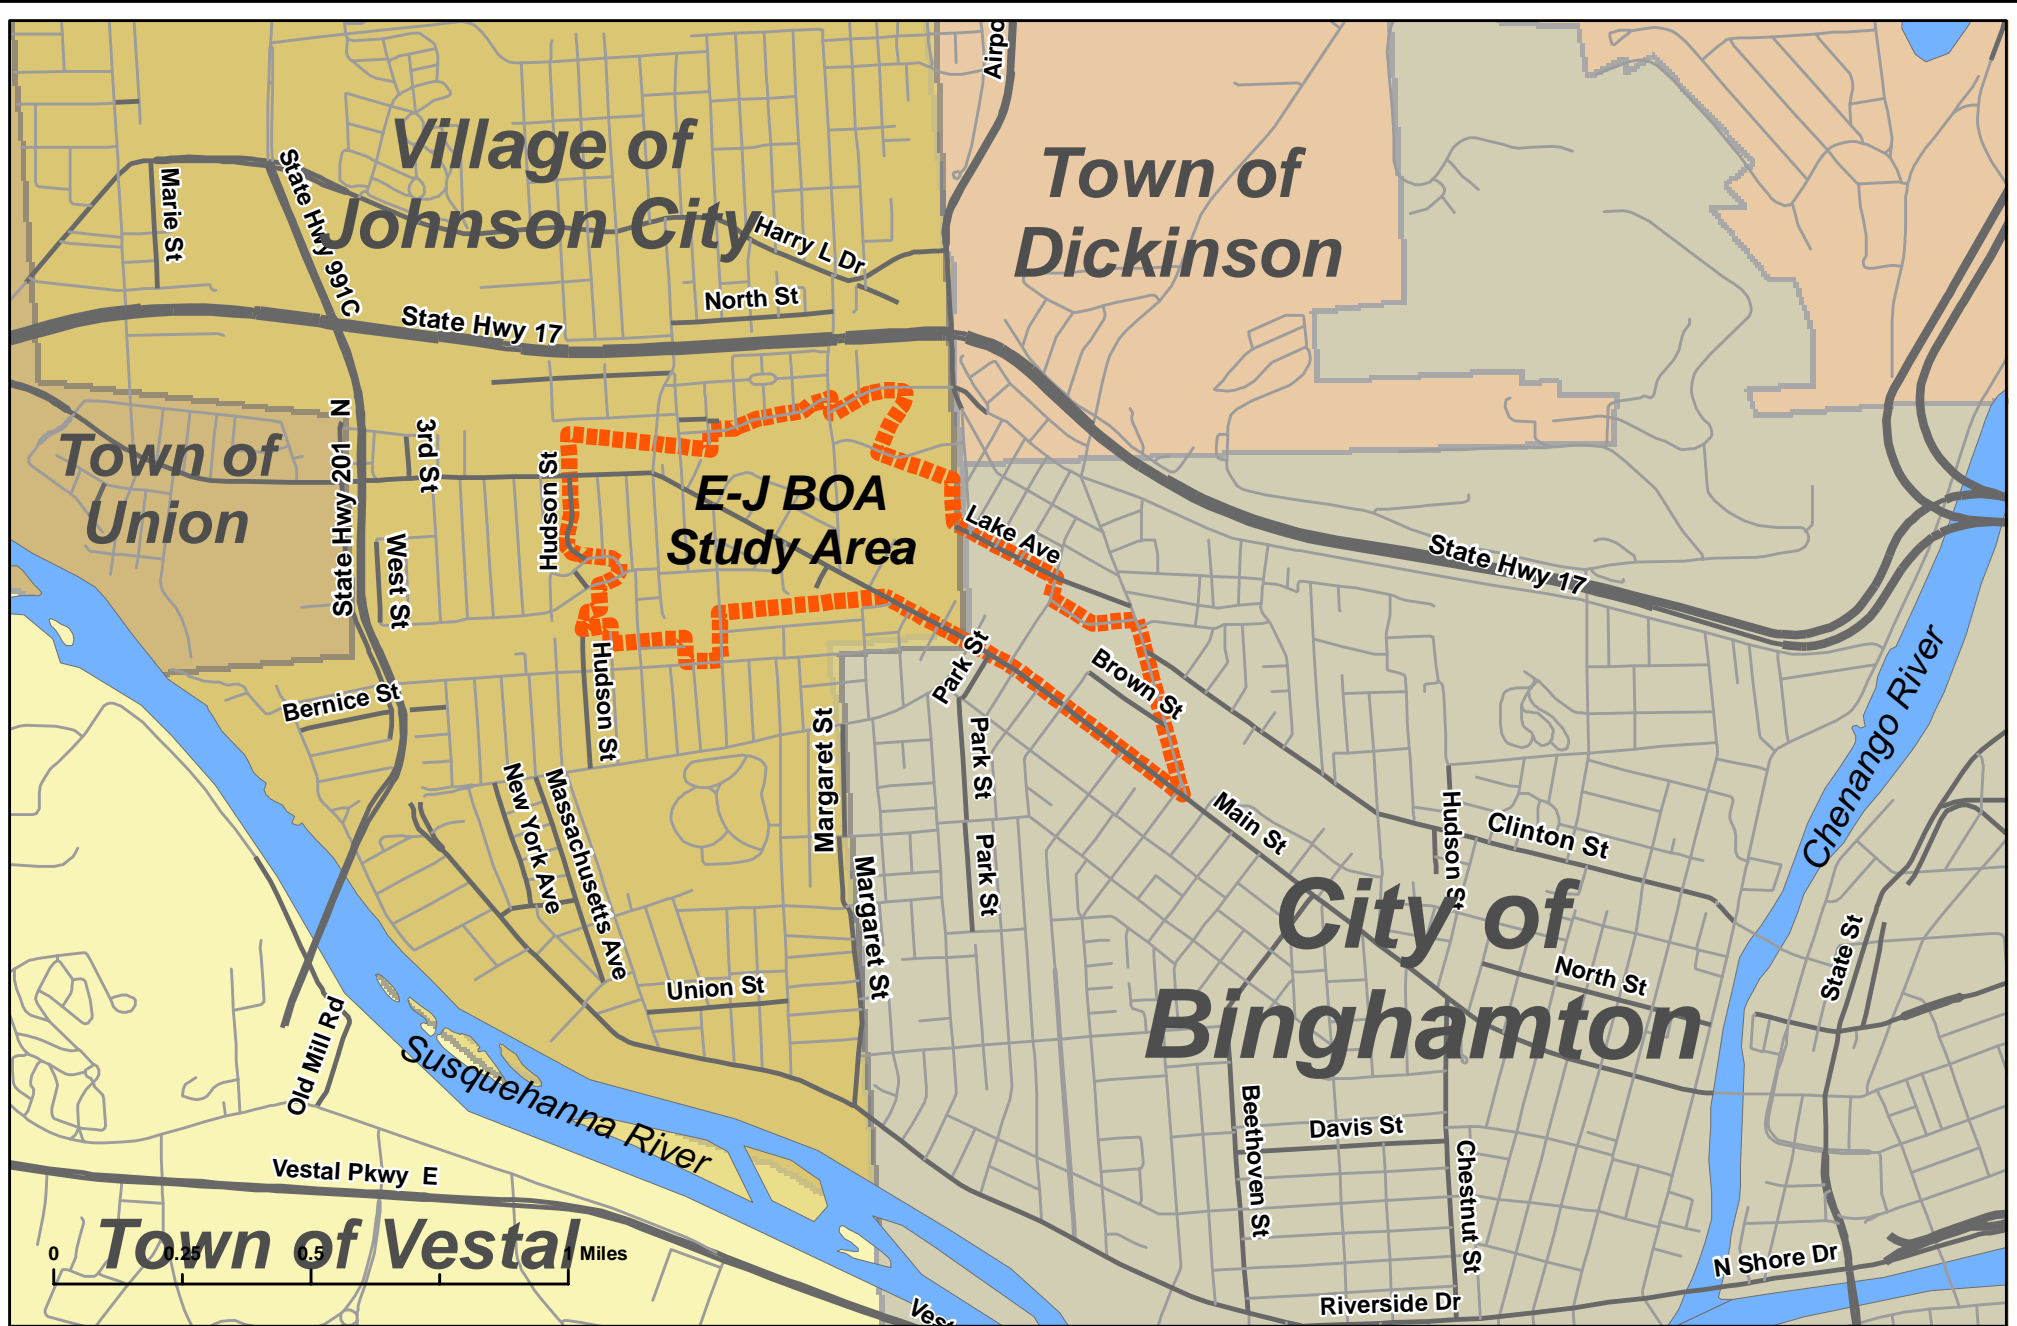 Airpo
Village of
Johnson City
Town of
Dickinson
Marie St
State Hwy 991C
Harry L Dr
North St
State Hwy 17
Town of
Union
State Hwy 201 N
3rd St
West St
Hudson St
E-J BOA
Study Area
Lake Ave
State Hwy 17
Bernice St
Hudson St
Park St
Brown St
Margaret St
Park St
New York Ave
Massachusetts Ave
Main St
Hudson St
Clinton St
Chenango River
Park St
Margaret St
City of
Binghamton
North St
State St
Union St
Old Mill Rd
Susquehanna River
Beethoven St
Davis St
Chestnut St
Vestal Pkwy E
Town of Vestal
0 0.25 0.5 1 Miles
N Shore Dr
Riverside Dr
Vest